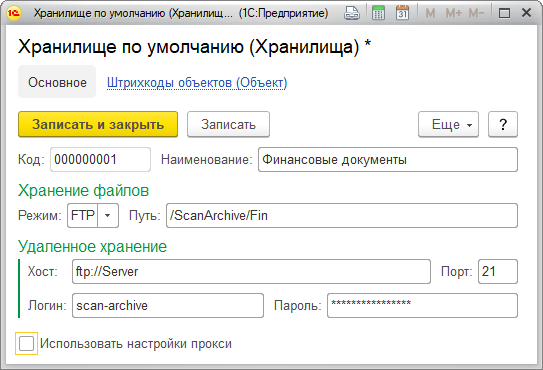 Хранилище по умолчанию (Хранилищ... (1С:Предприятие)
31 M M+ M-
Хранилище по умолчанию (Хранилища) *
Основное Штрихкоды объектов (Объект)
Записать и закрыть Записать Еще ?
Код: 000000001 Наименование: Финансовые документы
Хранение файлов
Режим: FTP Путь: /ScanArchive/Fin
Удаленное хранение
Хост: ftp://Server Порт: 21
Логин: scan-archive Пароль: ****************
Использовать настройки прокси